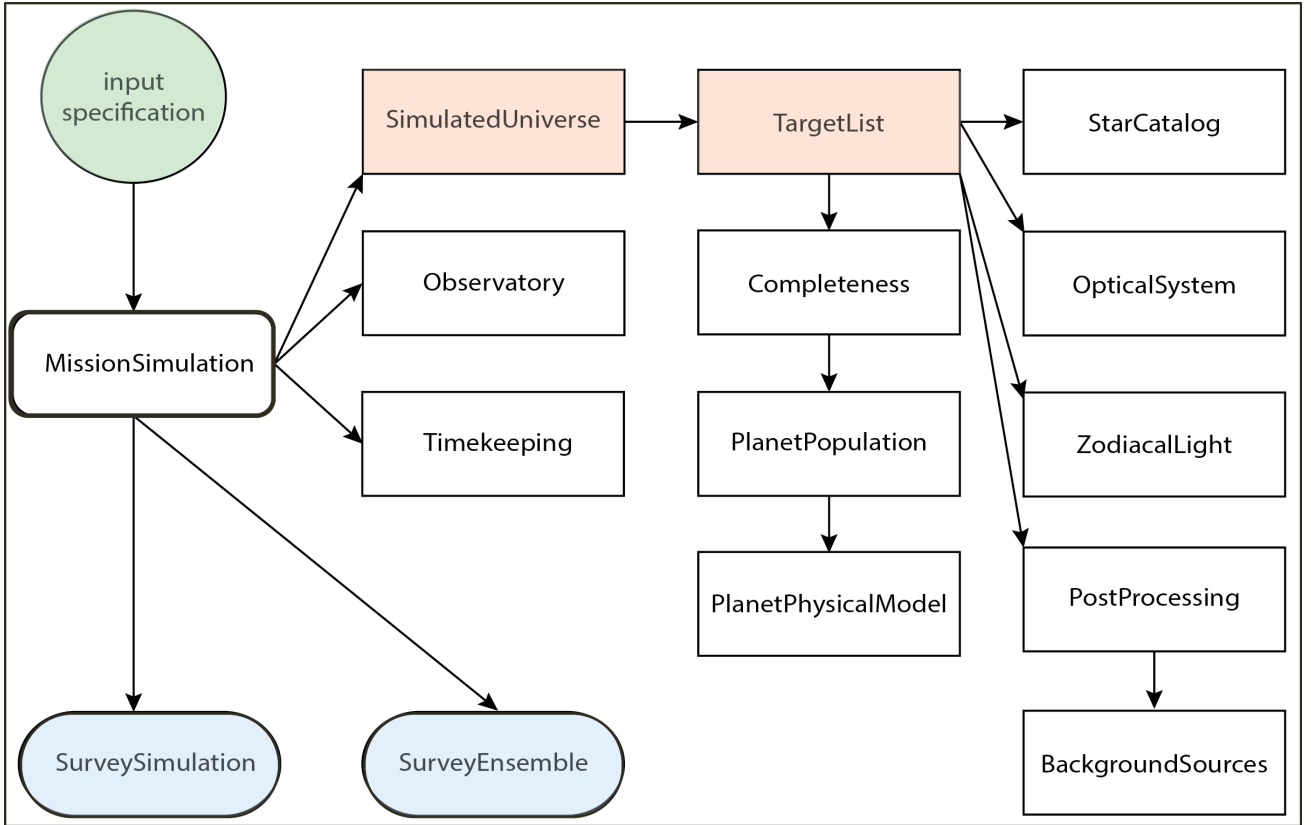 input
specification
SimulatedUniverse
TargetList
StarCatalog
Observatory
Completeness
OpticalSystem
MissionSimulation
Timekeeping
PlanetPopulation
ZodiacalLight
PlanetPhysicalModel
PostProcessing
SurveySimulation
SurveyEnsemble
BackgroundSources